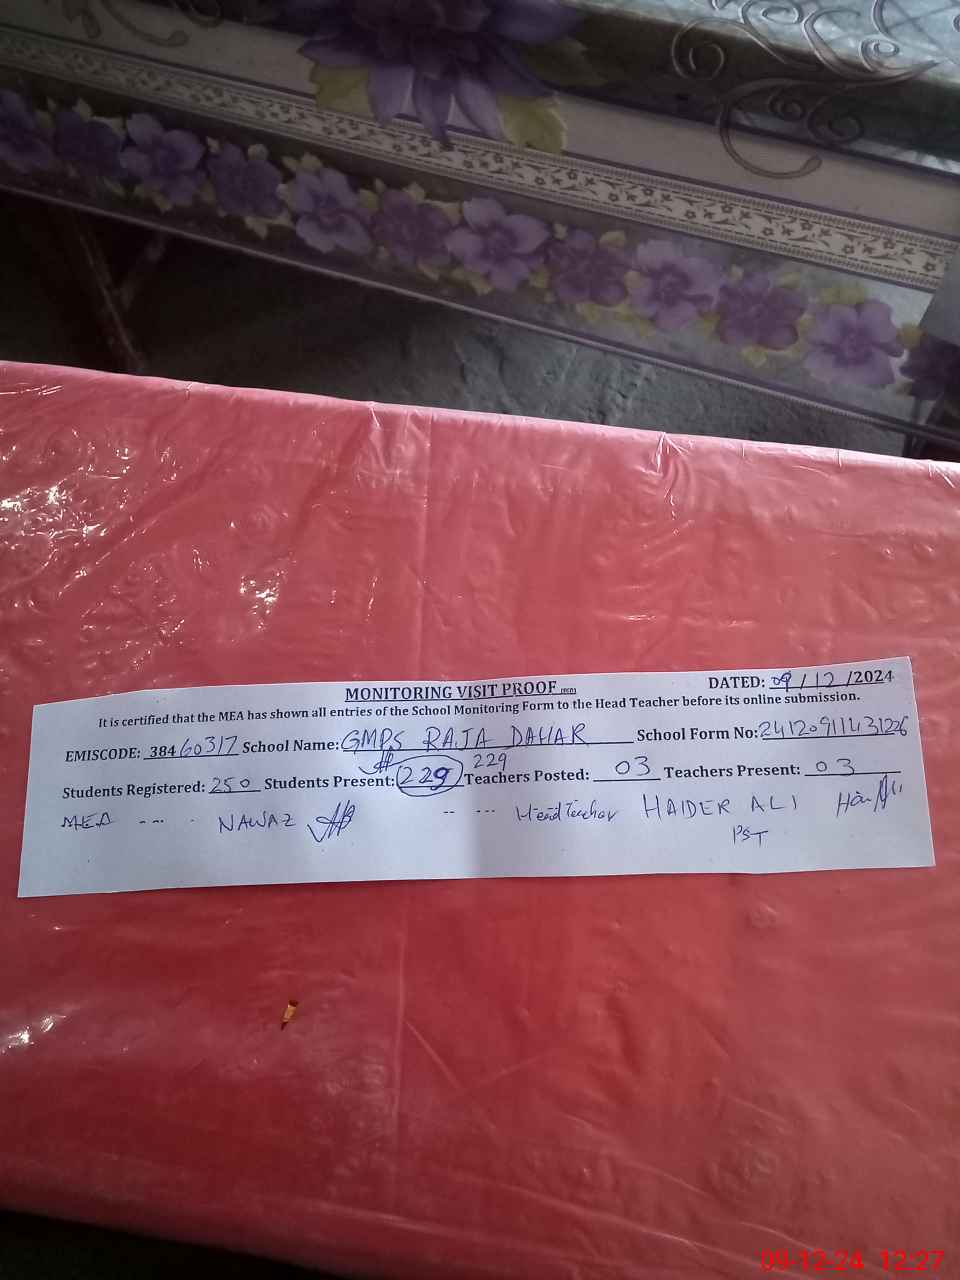 MONITORING VISIT PROOF
DATED: 09/12/2024
It is certified that the MEA has shown all entries of the School Monitoring Form to the Head Teacher before its online submission.
EMISCODE: 38460317 School Name: GMPS RAJA DAHAR School Form No: 24120911431226
229
Students Registered: 250 Students Present: 229 Teachers Posted: 03 Teachers Present: 03
MEA --- - NAWAZ -- --- Head Teacher HAIDER ALI
PST
09-12-24 12:27